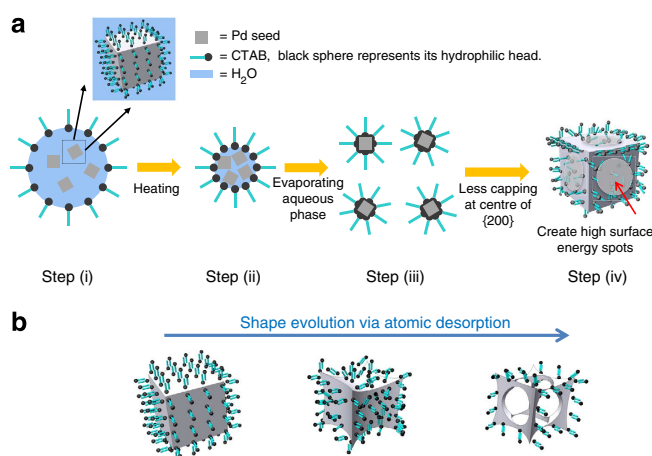 a
= Pd seed
= CTAB, black sphere represents its hydrophilic head.
= H₂O
Heating
Evaporating
aqueous
phase
Less capping
at centre of
{200}
Create high surface
energy spots
Step (i)
Step (ii)
Step (iii)
Step (iv)
b
Shape evolution via atomic desorption